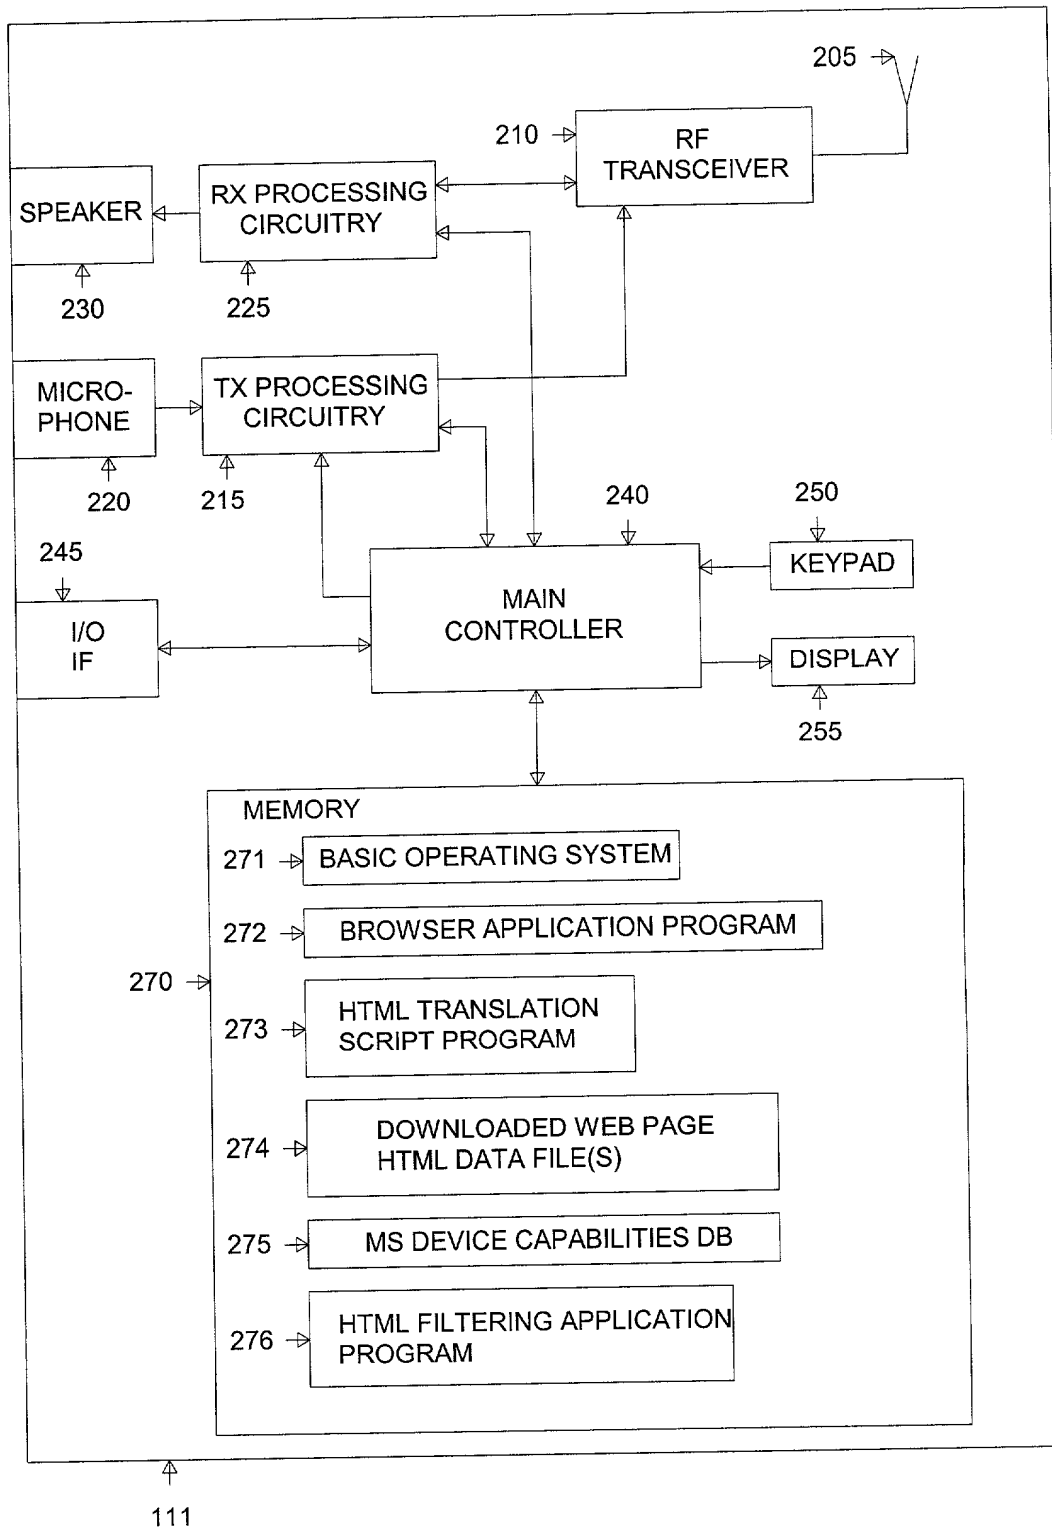 205
210
RF
TRANSCEIVER
SPEAKER
RX PROCESSING
CIRCUITRY
230
225
MICRO-
PHONE
TX PROCESSING
CIRCUITRY
220
215
240
250
245
KEYPAD
I/O
IF
MAIN
CONTROLLER
DISPLAY
255
MEMORY
271
BASIC OPERATING SYSTEM
272
BROWSER APPLICATION PROGRAM
270
273
HTML TRANSLATION
SCRIPT PROGRAM
274
DOWNLOADED WEB PAGE
HTML DATA FILE(S)
275
MS DEVICE CAPABILITIES DB
276
HTML FILTERING APPLICATION
PROGRAM
111